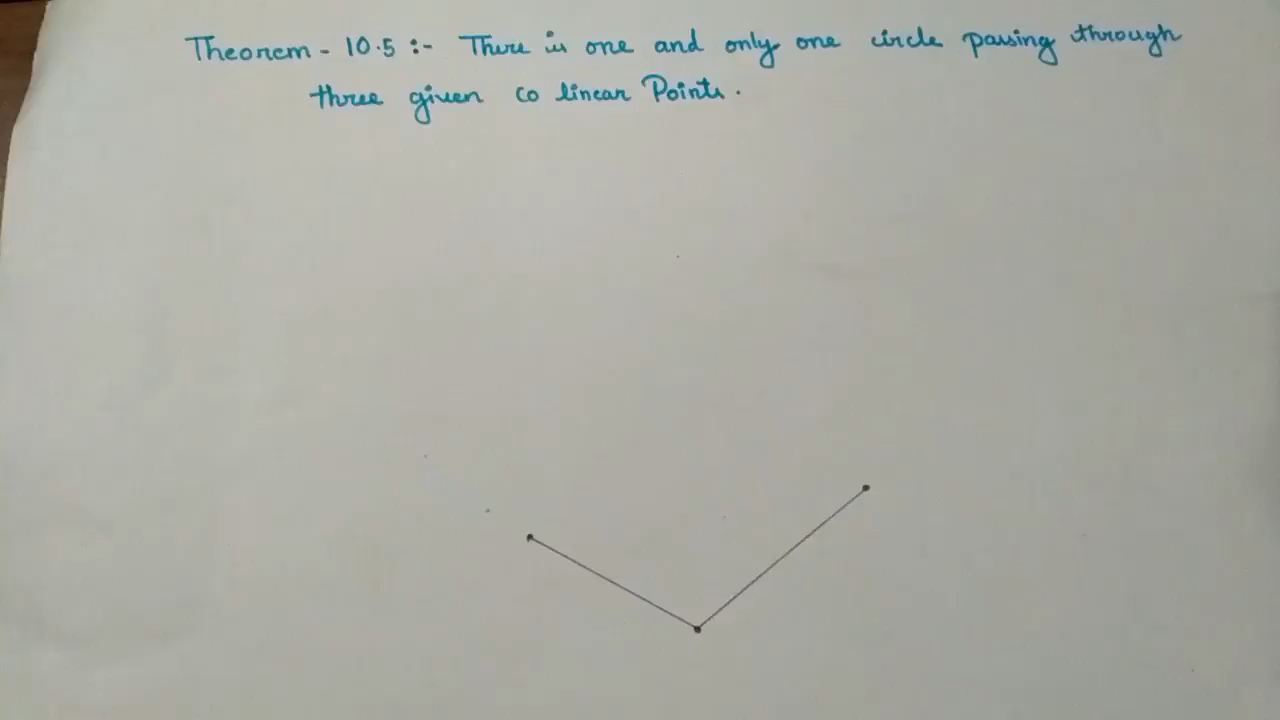 Theorem - 10.5 :- There is one and only one circle passing through
three given co linear Points.